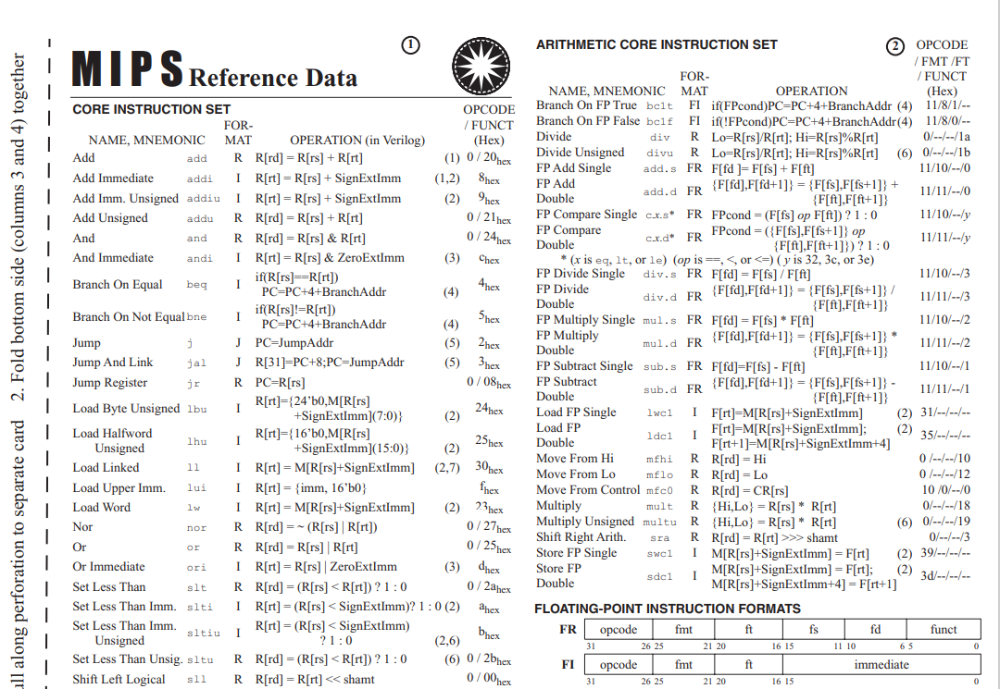 ull along perforation to separate card 2. Fold bottom side (columns 3 and 4) together
MIPS Reference Data
1
CORE INSTRUCTION SET
OPCODE
FOR- / FUNCT
NAME, MNEMONIC MAT OPERATION (in Verilog) (Hex)
Add add R R[rd] = R[rs] + R[rt] (1) 0 / 20hex
Add Immediate addi I R[rt] = R[rs] + SignExtImm (1,2) 8hex
Add Imm. Unsigned addiu I R[rt] = R[rs] + SignExtImm (2) 9hex
Add Unsigned addu R R[rd] = R[rs] + R[rt] 0 / 21hex
And and R R[rd] = R[rs] & R[rt] 0 / 24hex
And Immediate andi I R[rt] = R[rs] & ZeroExtImm (3) chex
Branch On Equal beq I if(R[rs]==R[rt])
PC=PC+4+BranchAddr (4) 4hex
Branch On Not Equal bne I if(R[rs]!=R[rt])
PC=PC+4+BranchAddr (4) 5hex
Jump j J PC=JumpAddr (5) 2hex
Jump And Link jal J R[31]=PC+8;PC=JumpAddr (5) 3hex
Jump Register jr R PC=R[rs] 0 / 08hex
Load Byte Unsigned lbu I R[rt]={24’b0,M[R[rs]
+SignExtImm](7:0)} (2) 24hex
Load Halfword
Unsigned lhu I R[rt]={16’b0,M[R[rs]
+SignExtImm](15:0)} (2) 25hex
Load Linked ll I R[rt] = M[R[rs]+SignExtImm] (2,7) 30hex
Load Upper Imm. lui I R[rt] = {imm, 16’b0} fhex
Load Word lw I R[rt] = M[R[rs]+SignExtImm] (2) 23hex
Nor nor R R[rd] = ~ (R[rs] | R[rt]) 0 / 27hex
Or or R R[rd] = R[rs] | R[rt] 0 / 25hex
Or Immediate ori I R[rt] = R[rs] | ZeroExtImm (3) dhex
Set Less Than slt R R[rd] = (R[rs] < R[rt]) ? 1 : 0 0 / 2ahex
Set Less Than Imm. slti I R[rt] = (R[rs] < SignExtImm)? 1 : 0 (2) ahex
Set Less Than Imm.
Unsigned sltiu I R[rt] = (R[rs] < SignExtImm)
? 1 : 0 (2,6) bhex
Set Less Than Unsig. sltu R R[rd] = (R[rs] < R[rt]) ? 1 : 0 (6) 0 / 2bhex
Shift Left Logical sll R R[rd] = R[rt] << shamt 0 / 00hex
ARITHMETIC CORE INSTRUCTION SET 2 OPCODE
/ FMT /FT
FOR- / FUNCT
NAME, MNEMONIC MAT OPERATION (Hex)
Branch On FP True bc1t FI if(FPcond)PC=PC+4+BranchAddr (4) 11/8/1/--
Branch On FP False bc1f FI if(!FPcond)PC=PC+4+BranchAddr(4) 11/8/0/--
Divide div R Lo=R[rs]/R[rt]; Hi=R[rs]%R[rt] 0/--/--/1a
Divide Unsigned divu R Lo=R[rs]/R[rt]; Hi=R[rs]%R[rt] (6) 0/--/--/1b
FP Add Single add.s FR F[fd ]= F[fs] + F[ft] 11/10/--/0
FP Add
Double add.d FR {F[fd],F[fd+1]} = {F[fs],F[fs+1]} +
{F[ft],F[ft+1]} 11/11/--/0
FP Compare Single c.x.s* FR FPcond = (F[fs] op F[ft]) ? 1 : 0 11/10/--/y
FP Compare
Double c.x.d* FR FPcond = ({F[fs],F[fs+1]} op
{F[ft],F[ft+1]}) ? 1 : 0 11/11/--/y
* (x is eq, lt, or le) (op is ==, <, or <=) ( y is 32, 3c, or 3e)
FP Divide Single div.s FR F[fd] = F[fs] / F[ft] 11/10/--/3
FP Divide
Double div.d FR {F[fd],F[fd+1]} = {F[fs],F[fs+1]} /
{F[ft],F[ft+1]} 11/11/--/3
FP Multiply Single mul.s FR F[fd] = F[fs] * F[ft] 11/10/--/2
FP Multiply
Double mul.d FR {F[fd],F[fd+1]} = {F[fs],F[fs+1]} *
{F[ft],F[ft+1]} 11/11/--/2
FP Subtract Single sub.s FR F[fd]=F[fs] - F[ft] 11/10/--/1
FP Subtract
Double sub.d FR {F[fd],F[fd+1]} = {F[fs],F[fs+1]} -
{F[ft],F[ft+1]} 11/11/--/1
Load FP Single lwc1 I F[rt]=M[R[rs]+SignExtImm] (2) 31/--/--/--
Load FP
Double ldc1 I F[rt]=M[R[rs]+SignExtImm]; (2)
F[rt+1]=M[R[rs]+SignExtImm+4] 35/--/--/--
Move From Hi mfhi R R[rd] = Hi 0 /--/--/10
Move From Lo mflo R R[rd] = Lo 0 /--/--/12
Move From Control mfc0 R R[rd] = CR[rs] 10 /0/--/0
Multiply mult R {Hi,Lo} = R[rs] * R[rt] 0/--/--/18
Multiply Unsigned multu R {Hi,Lo} = R[rs] * R[rt] (6) 0/--/--/19
Shift Right Arith. sra R R[rd] = R[rt] >>> shamt 0/--/--/3
Store FP Single swc1 I M[R[rs]+SignExtImm] = F[rt] (2) 39/--/--/--
Store FP
Double sdc1 I M[R[rs]+SignExtImm] = F[rt]; (2)
M[R[rs]+SignExtImm+4] = F[rt+1] 3d/--/--/--
FLOATING-POINT INSTRUCTION FORMATS
FR opcode fmt ft fs fd funct
31 26 25 21 20 16 15 11 10 6 5 0
FI opcode fmt ft immediate
31 26 25 21 20 16 15 0